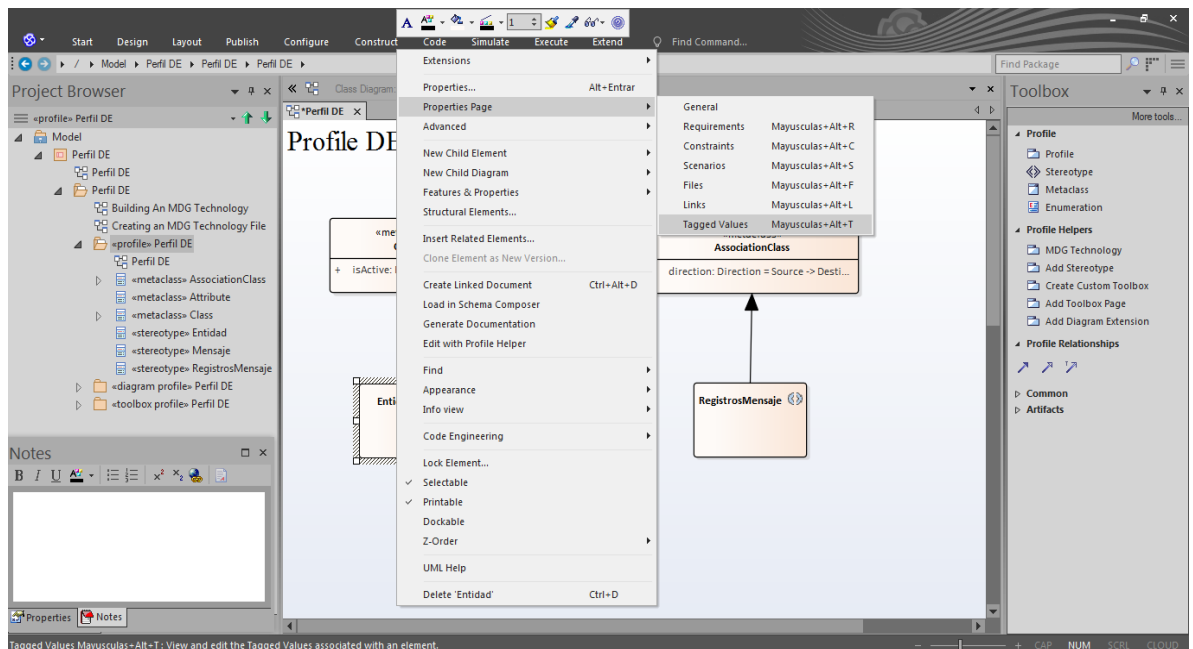 A
1
Start Design Layout Publish Configure Construct Code Simulate Execute Extend Find Command...
/ Model Perfil DE Perfil DE Perfil DE
Find Package
Project Browser
«profile» Perfil DE
Model
Perfil DE
Perfil DE
Perfil DE
Building An MDG Technology
Creating an MDG Technology File
«profile» Perfil DE
Perfil DE
«metaclass» AssociationClass
«metaclass» Attribute
«metaclass» Class
«stereotype» Entidad
«stereotype» Mensaje
«stereotype» RegistrosMensaje
«diagram profile» Perfil DE
«toolbox profile» Perfil DE
Notes
B I U A x² x₂
Properties Notes
Class Diagram:
*Perfil DE
Profile DE
+ isActive:
Enti
Extensions
Properties... Alt+Entrar
Properties Page
Advanced
New Child Element
New Child Diagram
Features & Properties
Structural Elements...
Insert Related Elements...
Clone Element as New Version...
Create Linked Document Ctrl+Alt+D
Load in Schema Composer
Generate Documentation
Edit with Profile Helper
Find
Appearance
Info view
Code Engineering
Lock Element...
Selectable
Printable
Dockable
Z-Order
UML Help
Delete 'Entidad' Ctrl+D
General
Requirements Mayusculas+Alt+R
Constraints Mayusculas+Alt+C
Scenarios Mayusculas+Alt+S
Files Mayusculas+Alt+F
Links Mayusculas+Alt+L
Tagged Values Mayusculas+Alt+T
AssociationClass
direction: Direction = Source -> Desti...
RegistrosMensaje
Toolbox
More tools...
Profile
Profile
Stereotype
Metaclass
Enumeration
Profile Helpers
MDG Technology
Add Stereotype
Create Custom Toolbox
Add Toolbox Page
Add Diagram Extension
Profile Relationships
Common
Artifacts
Tagged Values Mayusculas+Alt+T : View and edit the Tagged Values associated with an element.
CAP NUM SCRL CLOUD